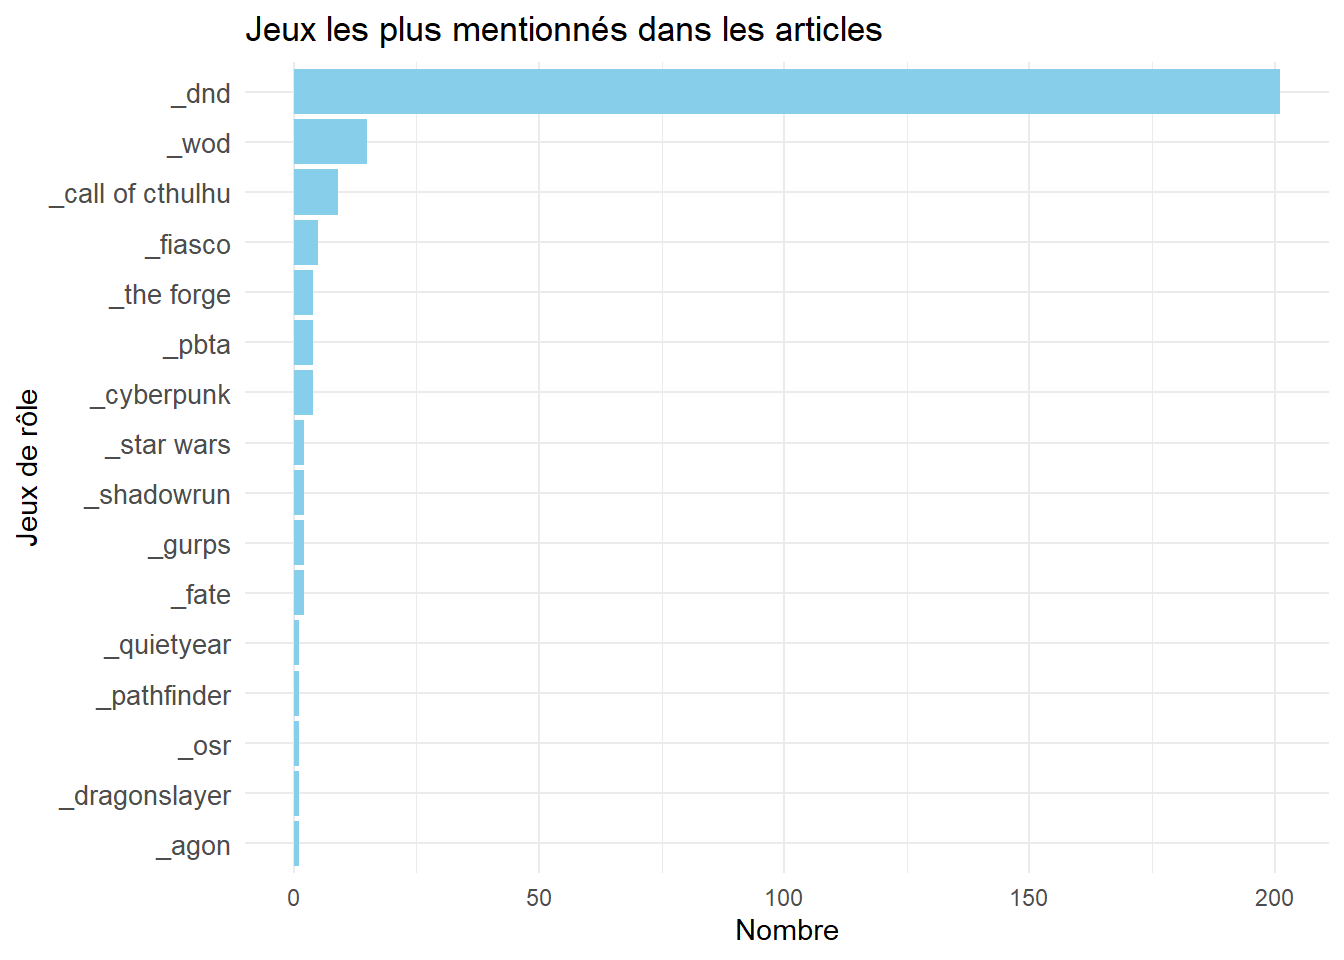 Jeux les plus mentionnés dans les articles
_dnd
_wod
_call of cthulhu
_fiasco
_the forge
_pbta
_cyberpunk
_star wars
_shadowrun
_gurps
_fate
_quietyear
_pathfinder
_osr
_dragonslayer
_agon
Jeux de rôle
0 50 100 150 200
Nombre